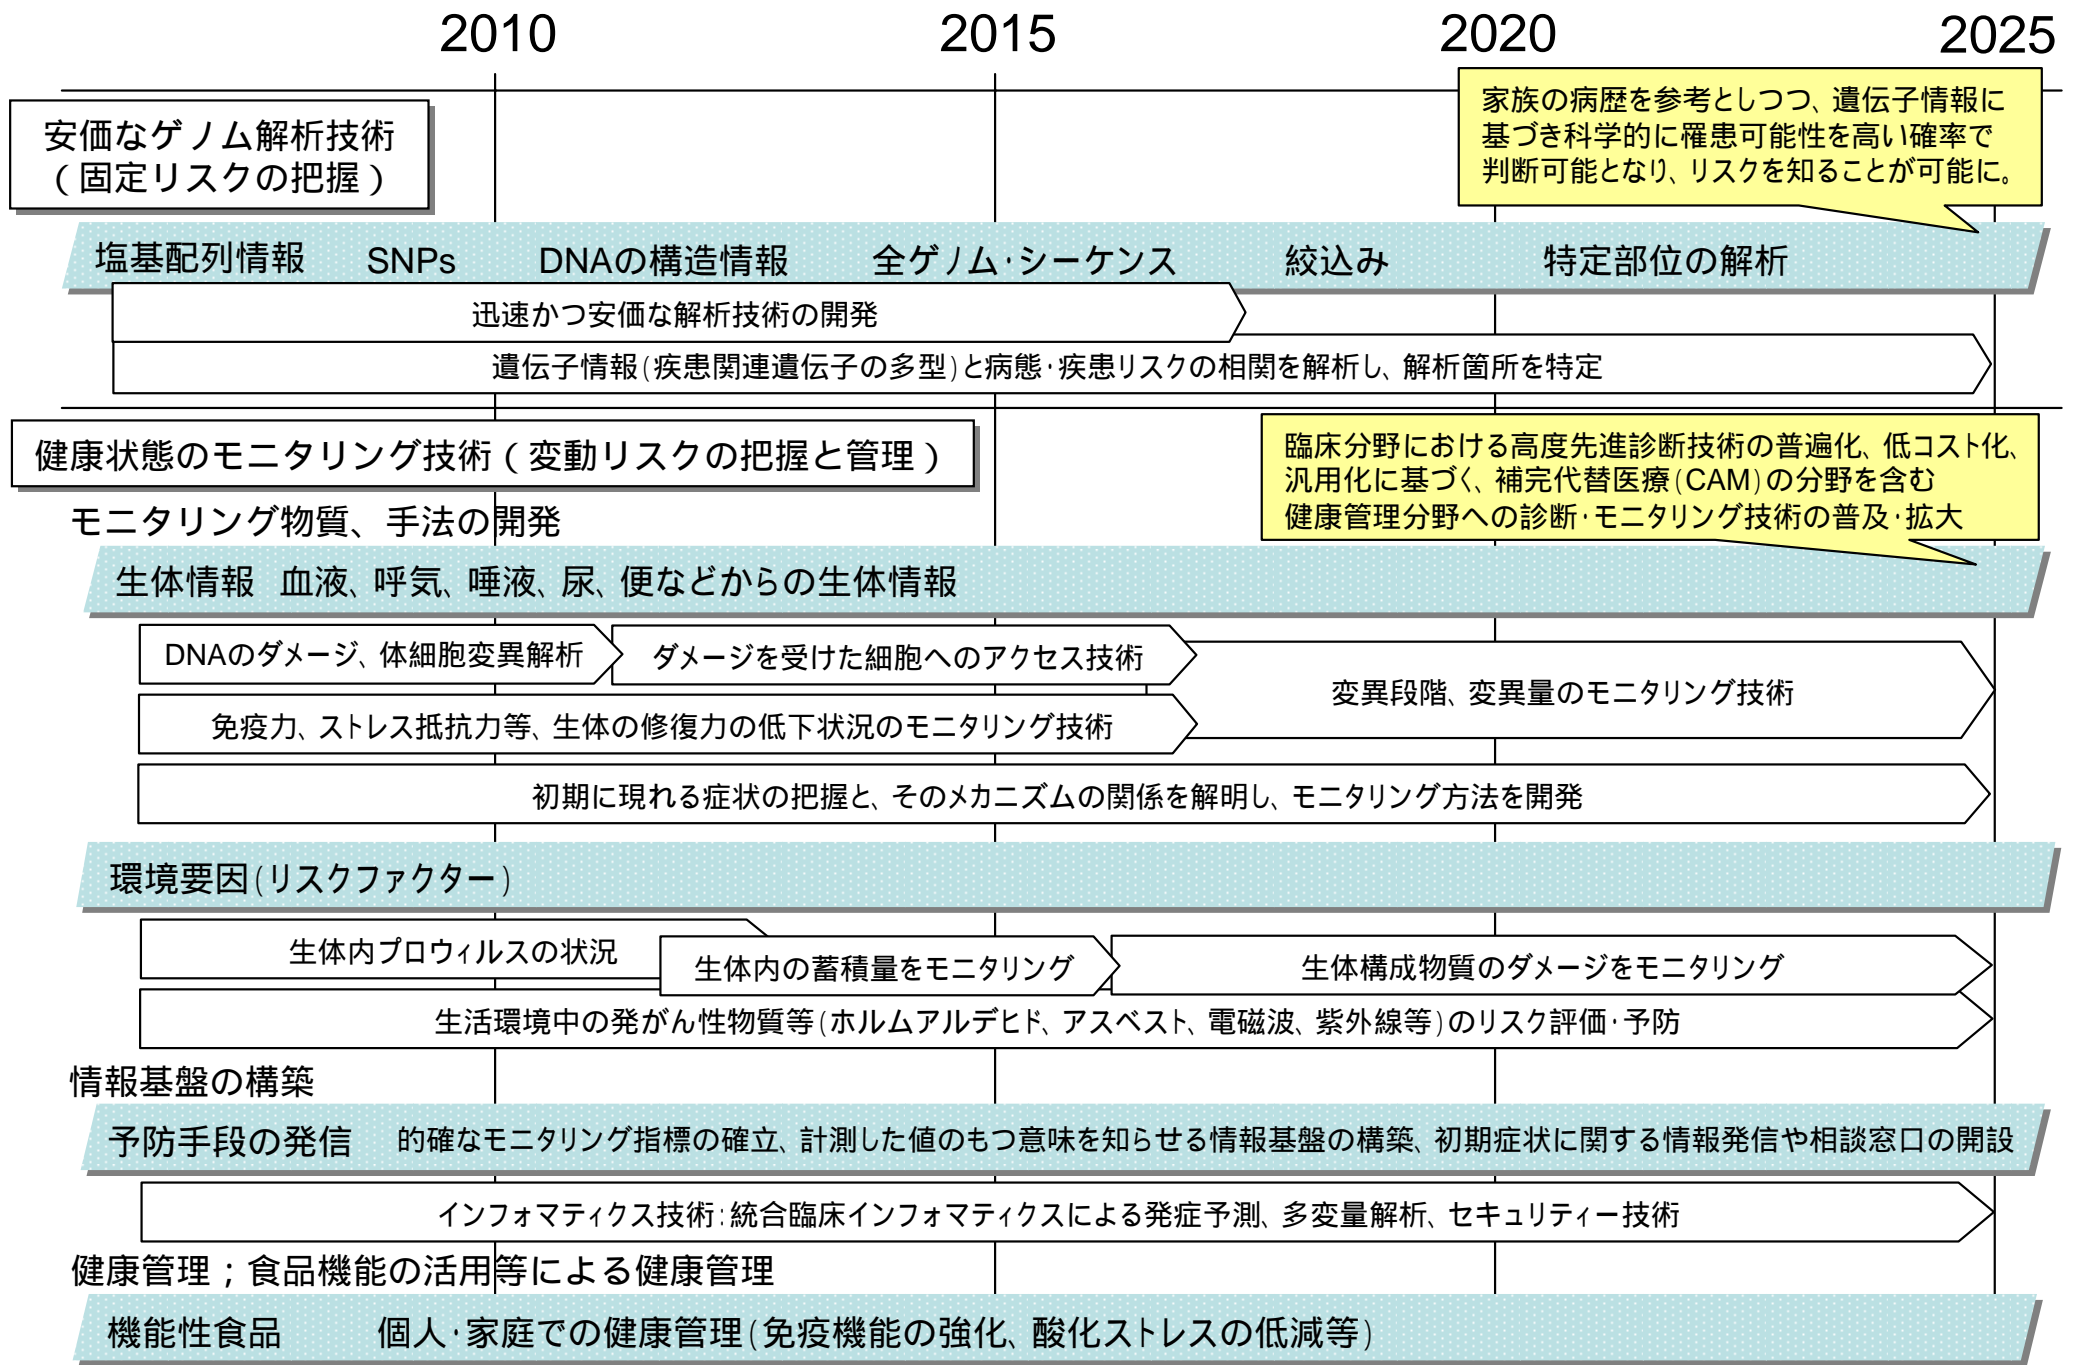 2010 2015 2020 2025
安価なゲノム解析技術
(固定リスクの把握)
家族の病歴を参考としつつ、遺伝子情報に
基づき科学的に罹患可能性を高い確率で
判断可能となり、リスクを知ることが可能に。
塩基配列情報 SNPs DNAの構造情報 全ゲノム・シーケンス 絞込み 特定部位の解析
迅速かつ安価な解析技術の開発
遺伝子情報(疾患関連遺伝子の多型)と病態・疾患リスクの相関を解析し、解析箇所を特定
健康状態のモニタリング技術(変動リスクの把握と管理)
臨床分野における高度先進診断技術の普遍化、低コスト化、
汎用化に基づく、補完代替医療(CAM)の分野を含む
健康管理分野への診断・モニタリング技術の普及・拡大
モニタリング物質、手法の開発
生体情報 血液、呼気、唾液、尿、便などからの生体情報
DNAのダメージ、体細胞変異解析
ダメージを受けた細胞へのアクセス技術
変異段階、変異量のモニタリング技術
免疫力、ストレス抵抗力等、生体の修復力の低下状況のモニタリング技術
初期に現れる症状の把握と、そのメカニズムの関係を解明し、モニタリング方法を開発
環境要因(リスクファクター)
生体内プロウィルスの状況
生体内の蓄積量をモニタリング
生体構成物質のダメージをモニタリング
生活環境中の発がん性物質等(ホルムアルデヒド、アスベスト、電磁波、紫外線等)のリスク評価・予防
情報基盤の構築
予防手段の発信 的確なモニタリング指標の確立、計測した値のもつ意味を知らせる情報基盤の構築、初期症状に関する情報発信や相談窓口の開設
インフォマティクス技術:統合臨床インフォマティクスによる発症予測、多変量解析、セキュリティー技術
健康管理;食品機能の活用等による健康管理
機能性食品 個人・家庭での健康管理(免疫機能の強化、酸化ストレスの低減等)